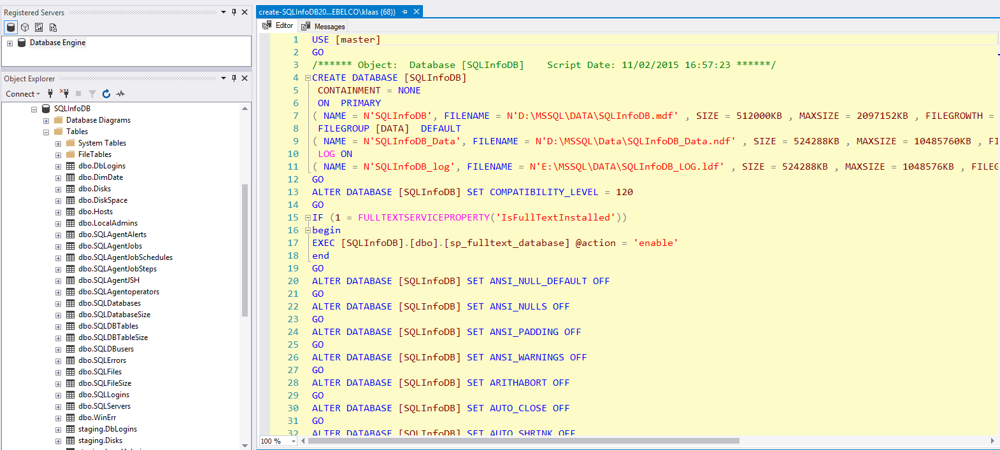 Registered Servers
Database Engine
Object Explorer
Connect
SQLInfoDB
Database Diagrams
Tables
System Tables
FileTables
dbo.DbLogins
dbo.DimDate
dbo.Disks
dbo.DiskSpace
dbo.Hosts
dbo.LocalAdmins
dbo.SQLAgentAlerts
dbo.SQLAgentJobs
dbo.SQLAgentJobSchedules
dbo.SQLAgentJobSteps
dbo.SQLAgentJSH
dbo.SQLAgentoperators
dbo.SQLDatabases
dbo.SQLDatabaseSize
dbo.SQLDBTables
dbo.SQLDBTableSize
dbo.SQLDBusers
dbo.SQLErrors
dbo.SQLFiles
dbo.SQLFileSize
dbo.SQLLogins
dbo.SQLServers
dbo.WinErr
staging.DbLogins
staging.Disks
create-SQLInfoDB20...EBELCO\klaas (68))
Editor Messages
1 USE [master]
2 GO
3 /****** Object:  Database [SQLInfoDB]    Script Date: 11/02/2015 16:57:23 ******/
4 CREATE DATABASE [SQLInfoDB]
5 CONTAINMENT = NONE
6 ON  PRIMARY
7 ( NAME = N'SQLInfoDB', FILENAME = N'D:\MSSQL\DATA\SQLInfoDB.mdf' , SIZE = 512000KB , MAXSIZE = 2097152KB , FILEGROWTH =
8 FILEGROUP [DATA]  DEFAULT
9 ( NAME = N'SQLInfoDB_Data', FILENAME = N'D:\MSSQL\Data\SQLInfoDB_Data.ndf' , SIZE = 524288KB , MAXSIZE = 10485760KB , FI
10 LOG ON
11 ( NAME = N'SQLInfoDB_log', FILENAME = N'E:\MSSQL\DATA\SQLInfoDB_LOG.ldf' , SIZE = 524288KB , MAXSIZE = 1048576KB , FILEG
12 GO
13 ALTER DATABASE [SQLInfoDB] SET COMPATIBILITY_LEVEL = 120
14 GO
15 IF (1 = FULLTEXTSERVICEPROPERTY('IsFullTextInstalled'))
16 begin
17 EXEC [SQLInfoDB].[dbo].[sp_fulltext_database] @action = 'enable'
18 end
19 GO
20 ALTER DATABASE [SQLInfoDB] SET ANSI_NULL_DEFAULT OFF
21 GO
22 ALTER DATABASE [SQLInfoDB] SET ANSI_NULLS OFF
23 GO
24 ALTER DATABASE [SQLInfoDB] SET ANSI_PADDING OFF
25 GO
26 ALTER DATABASE [SQLInfoDB] SET ANSI_WARNINGS OFF
27 GO
28 ALTER DATABASE [SQLInfoDB] SET ARITHABORT OFF
29 GO
30 ALTER DATABASE [SQLInfoDB] SET AUTO_CLOSE OFF
31 GO
32 ALTER DATABASE [SQLInfoDB] SET AUTO_SHRINK OFF
100 %